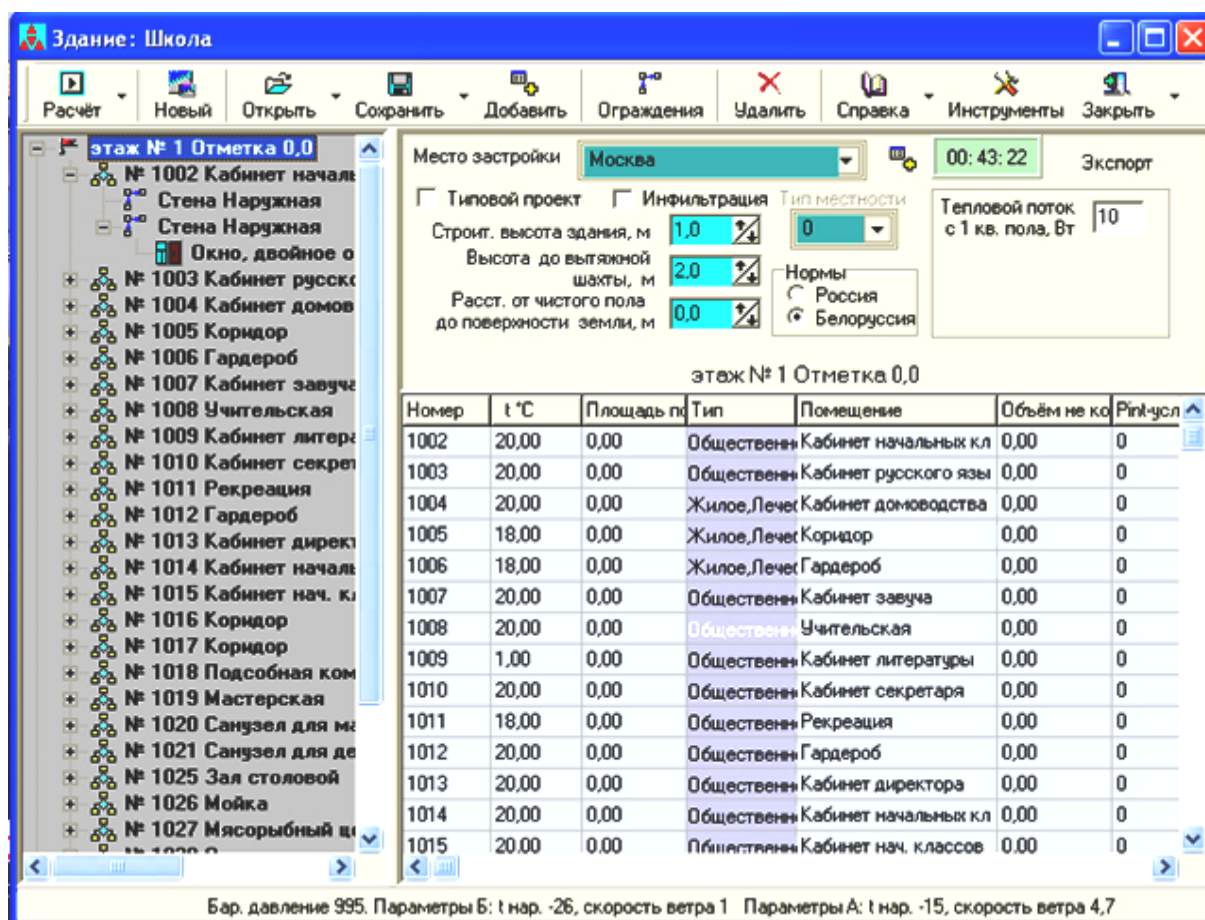 Здание: Школа
Расчёт Новый Открыть Сохранить Добавить Ограждения Удалить Справка Инструменты Закрыть
этаж № 1 Отметка 0,0
№ 1002 Кабинет началь
Стена Наружная
Стена Наружная
Окно, двойное о
№ 1003 Кабинет русско
№ 1004 Кабинет домов
№ 1005 Коридор
№ 1006 Гардероб
№ 1007 Кабинет завуча
№ 1008 Учительская
№ 1009 Кабинет литера
№ 1010 Кабинет секрет
№ 1011 Рекреация
№ 1012 Гардероб
№ 1013 Кабинет директ
№ 1014 Кабинет началь
№ 1015 Кабинет нач. к
№ 1016 Коридор
№ 1017 Коридор
№ 1018 Подсобная ком
№ 1019 Мастерская
№ 1020 Санузел для ма
№ 1021 Санузел для де
№ 1025 Зал столовой
№ 1026 Мойка
№ 1027 Мясорыбный це
Место застройки Москва 00: 43: 22 Экспорт
Типовой проект Инфильтрация Тип местности
0
Строит. высота здания, м 1,0
Высота до вытяжной
шахты, м 2,0
Расст. от чистого пола
до поверхности земли, м 0,0
Нормы
Россия
Белоруссия
Тепловой поток
с 1 кв. пола, Вт 10
этаж № 1 Отметка 0,0
Номер t °C Площадь по Тип Помещение Объём не ко Pint-усл
1002 20,00 0,00 Общественн Кабинет начальных кл 0,00 0
1003 20,00 0,00 Общественн Кабинет русского язы 0,00 0
1004 20,00 0,00 Жилое,Лечес Кабинет домоводства 0,00 0
1005 18,00 0,00 Жилое,Лечес Коридор 0,00 0
1006 18,00 0,00 Жилое,Лечес Гардероб 0,00 0
1007 20,00 0,00 Общественн Кабинет завуча 0,00 0
1008 20,00 0,00 Общественн Учительская 0,00 0
1009 1,00 0,00 Общественн Кабинет литературы 0,00 0
1010 20,00 0,00 Общественн Кабинет секретаря 0,00 0
1011 18,00 0,00 Общественн Рекреация 0,00 0
1012 20,00 0,00 Общественн Гардероб 0,00 0
1013 20,00 0,00 Общественн Кабинет директора 0,00 0
1014 20,00 0,00 Общественн Кабинет начальных кл 0,00 0
1015 20,00 0,00 Общественн Кабинет нач. классов 0,00 0
Бар. давление 995. Параметры Б: t нар. -26, скорость ветра 1 Параметры А: t нар. -15, скорость ветра 4,7